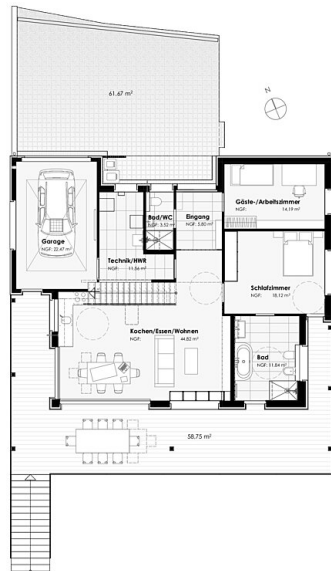 61.67 m²
N
Gäste-/Arbeitszimmer
NGF: 14,19 m²
Bad/WC
NGF: 3,52 m²
Eingang
NGF: 5,80 m²
Garage
NGF: 22,47 m²
Technik/HWR
NGF: 11,56 m²
Schlafzimmer
NGF: 18,12 m²
Kochen/Essen/Wohnen
NGF: 44,82 m²
Bad
NGF: 11,84 m²
58.75 m²